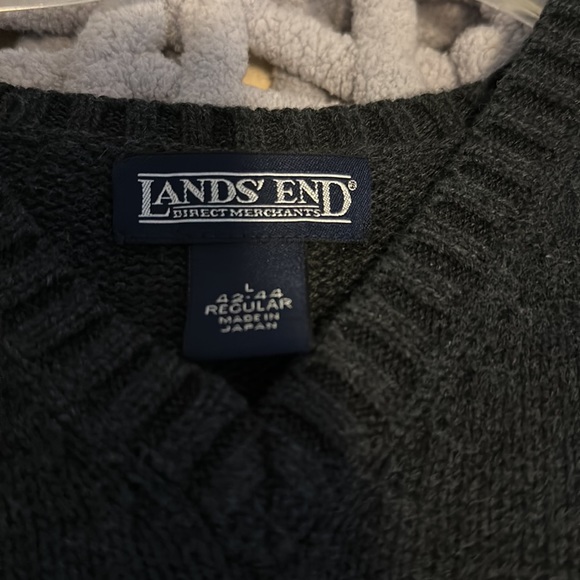 LANDS' END®
DIRECT MERCHANTS
L
42-44
REGULAR
MADE IN
JAPAN